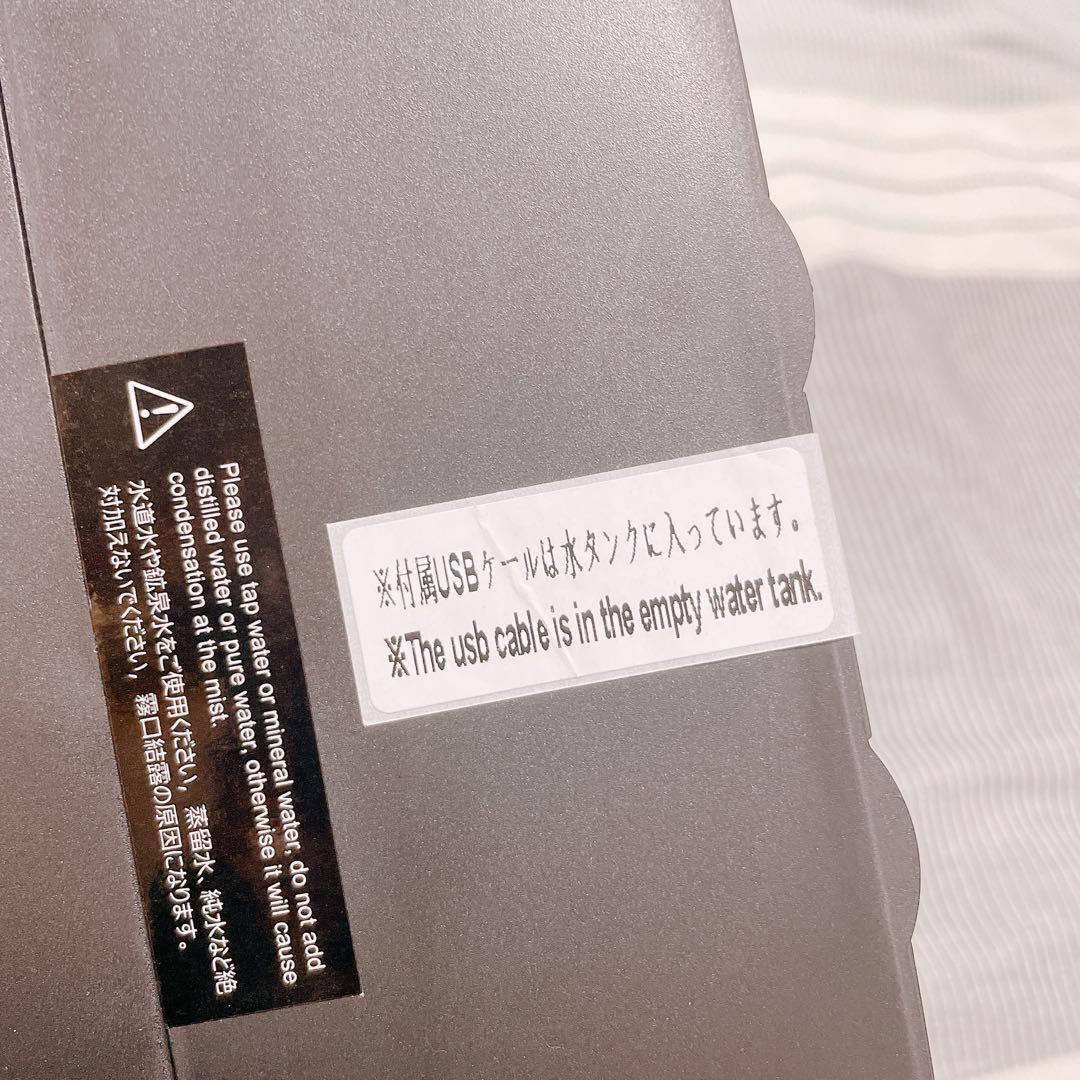 Please use tap water or mineral water, do not add
distilled water or pure water, otherwise it will cause
condensation at the mist.
水道水や鉱泉水をご使用ください, 蒸留水、純水など絶
対加えないでください, 霧口結露の原因になります。
※付属USBケールは水タンクに入っています。
※The usb cable is in the empty water tank.